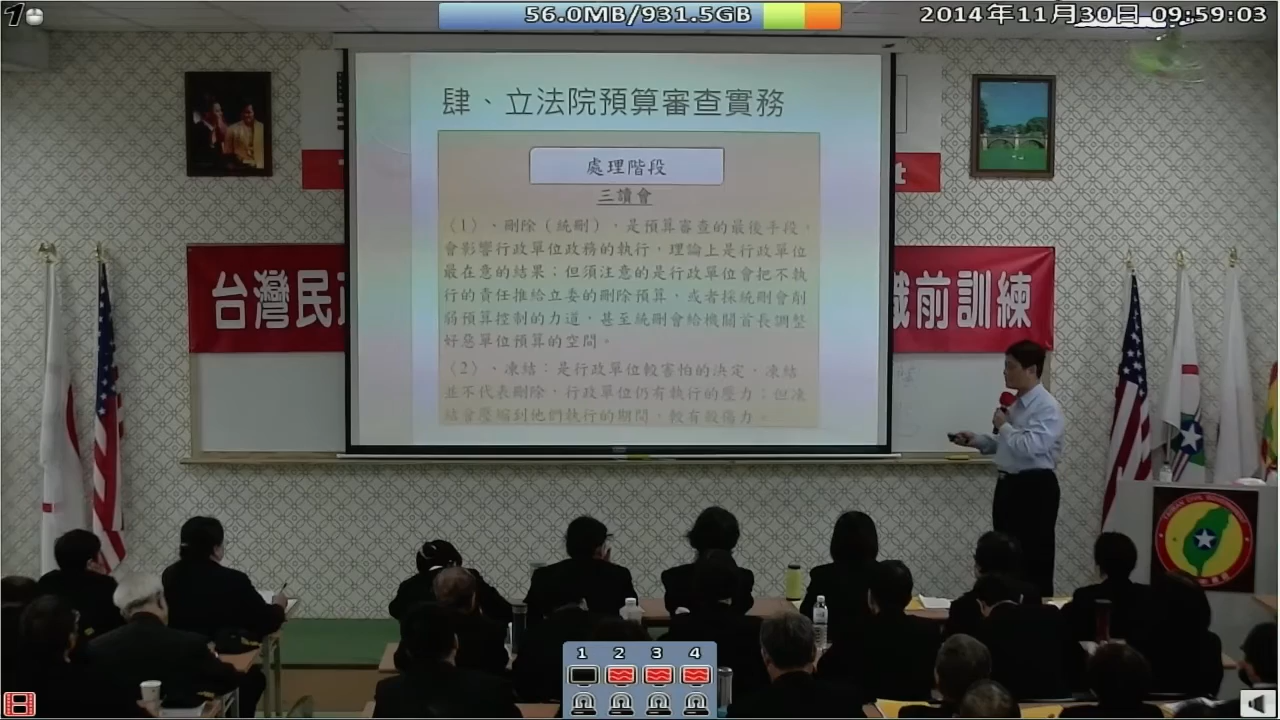 1
56.0MB/931.5GB
2014年11月30日 09:59:03
肆、立法院預算審查實務
處理階段
三讀會
（1）、刪除（統刪），是預算審查的最後手段，
會影響行政單位政務的執行，理論上是行政單位
最在意的結果；但須注意的是行政單位會把不執
行的責任推給立委的刪除預算，或者採統刪會削
弱預算控制的力道，甚至統刪會給機關首長調整
好惡單位預算的空間。
（2）、凍結：是行政單位較害怕的決定，凍結
並不代表刪除，行政單位仍有執行的壓力；但凍
結會壓縮到他們執行的期間，較有殺傷力。
t
台灣民政
職前訓練
TAIWAN CIVIL GOVERNMENT
1 2 3 4